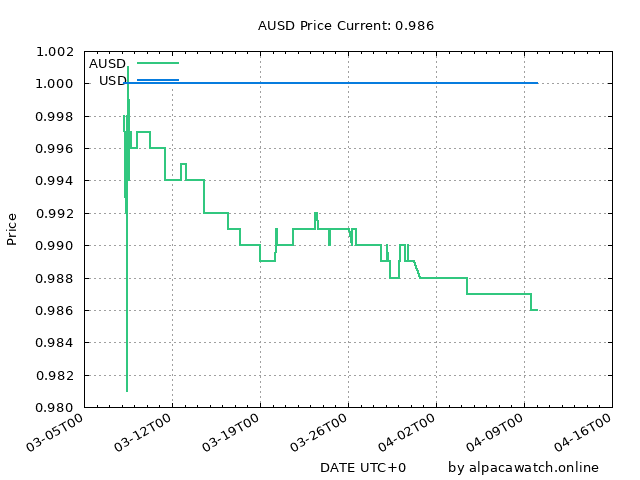 AUSD Price Current: 0.986
1.002
1.000
0.998
0.996
0.994
0.992
0.990
0.988
0.986
0.984
0.982
0.980
AUSD
USD
Price
03-05T00
03-12T00
03-19T00
03-26T00
04-02T00
04-09T00
04-16T00
DATE UTC+0
by alpacawatch.online